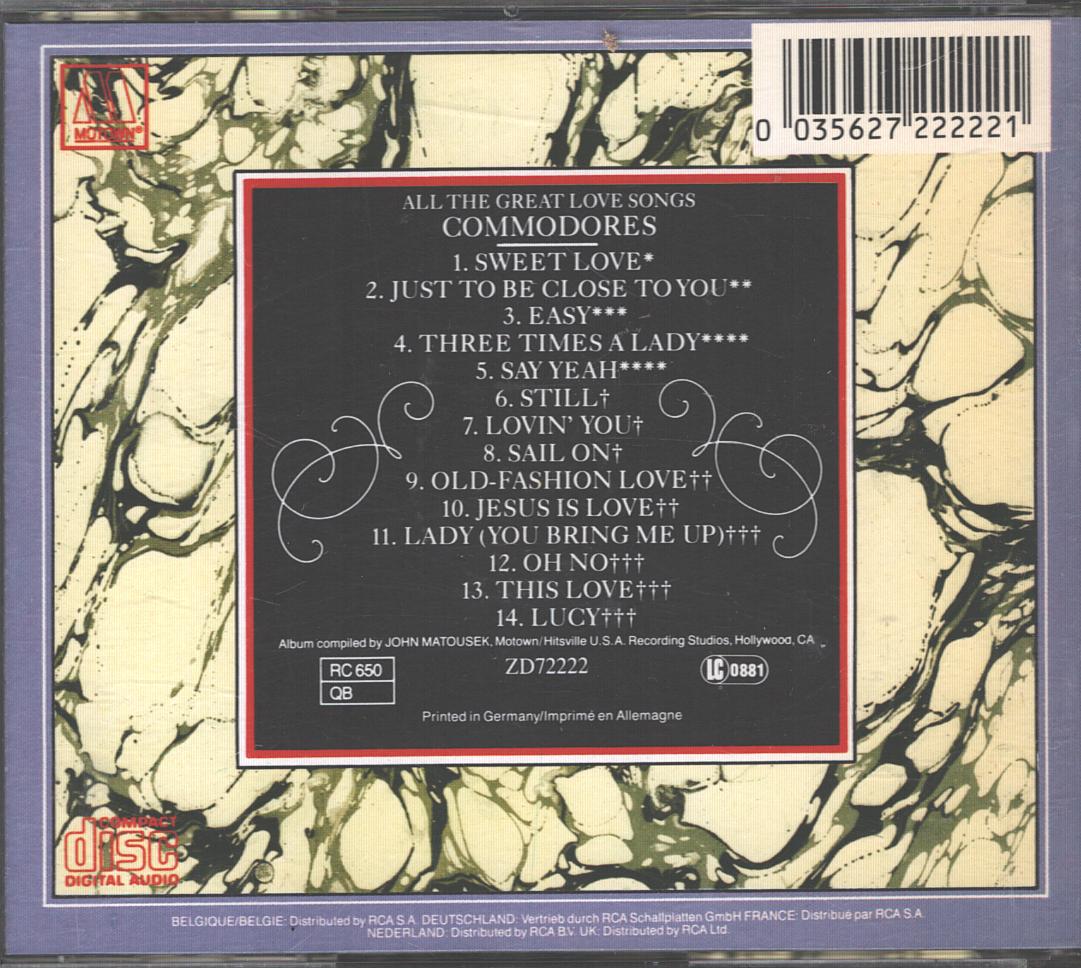 MOTOWN®
0 035627 222221
ALL THE GREAT LOVE SONGS
COMMODORES
1. SWEET LOVE*
2. JUST TO BE CLOSE TO YOU**
3. EASY***
4. THREE TIMES A LADY****
5. SAY YEAH****
6. STILL†
7. LOVIN' YOU†
8. SAIL ON†
9. OLD-FASHION LOVE††
10. JESUS IS LOVE††
11. LADY (YOU BRING ME UP)†††
12. OH NO†††
13. THIS LOVE†††
14. LUCY†††
Album compiled by JOHN MATOUSEK, Motown/Hitsville U.S.A. Recording Studios, Hollywood, CA
RC 650
QB
ZD72222
LC 0881
Printed in Germany/Imprimé en Allemagne
COMPACT
disc
DIGITAL AUDIO
BELGIQUE/BELGIE: Distributed by RCA S.A. DEUTSCHLAND: Vertrieb durch RCA Schallplatten GmbH FRANCE: Distribué par RCA S.A.
NEDERLAND: Distributed by RCA B.V. UK: Distributed by RCA Ltd.